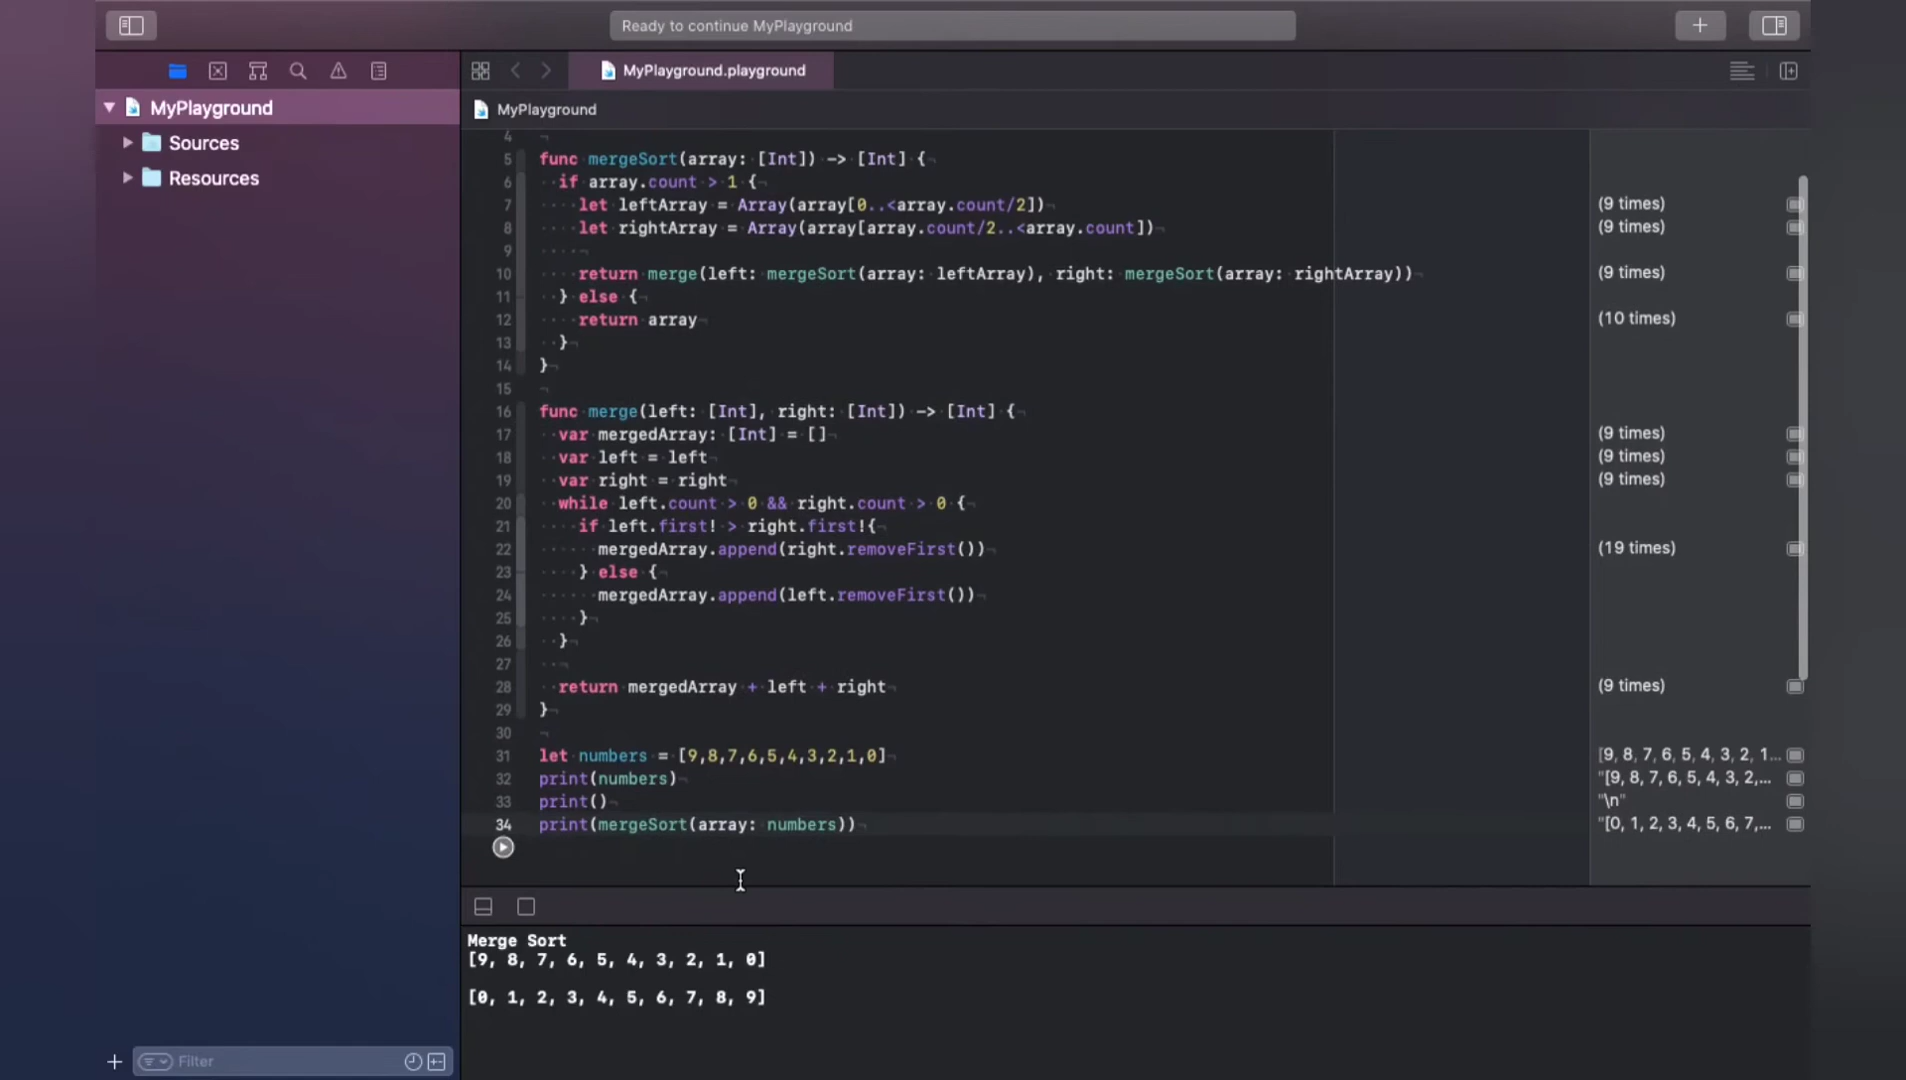 Ready to continue MyPlayground
MyPlayground.playground
MyPlayground
Sources
Resources
MyPlayground
4
5 func mergeSort(array: [Int]) -> [Int] {
6 if array.count > 1 {
7 let leftArray = Array(array[0..<array.count/2])
(9 times)
8 let rightArray = Array(array[array.count/2..<array.count])
(9 times)
9
10 return merge(left: mergeSort(array: leftArray), right: mergeSort(array: rightArray))
(9 times)
11 } else {
12 return array
(10 times)
13 }
14 }
15
16 func merge(left: [Int], right: [Int]) -> [Int] {
17 var mergedArray: [Int] = []
(9 times)
18 var left = left
(9 times)
19 var right = right
(9 times)
20 while left.count > 0 && right.count > 0 {
21 if left.first! > right.first!{
22 mergedArray.append(right.removeFirst())
(19 times)
23 } else {
24 mergedArray.append(left.removeFirst())
25 }
26 }
27
28 return mergedArray + left + right
(9 times)
29 }
30
31 let numbers = [9,8,7,6,5,4,3,2,1,0]
[9, 8, 7, 6, 5, 4, 3, 2, 1...
32 print(numbers)
"[9, 8, 7, 6, 5, 4, 3, 2,...
33 print()
"\n"
34 print(mergeSort(array: numbers))
"[0, 1, 2, 3, 4, 5, 6, 7,...
Merge Sort
[9, 8, 7, 6, 5, 4, 3, 2, 1, 0]
[0, 1, 2, 3, 4, 5, 6, 7, 8, 9]
Filter